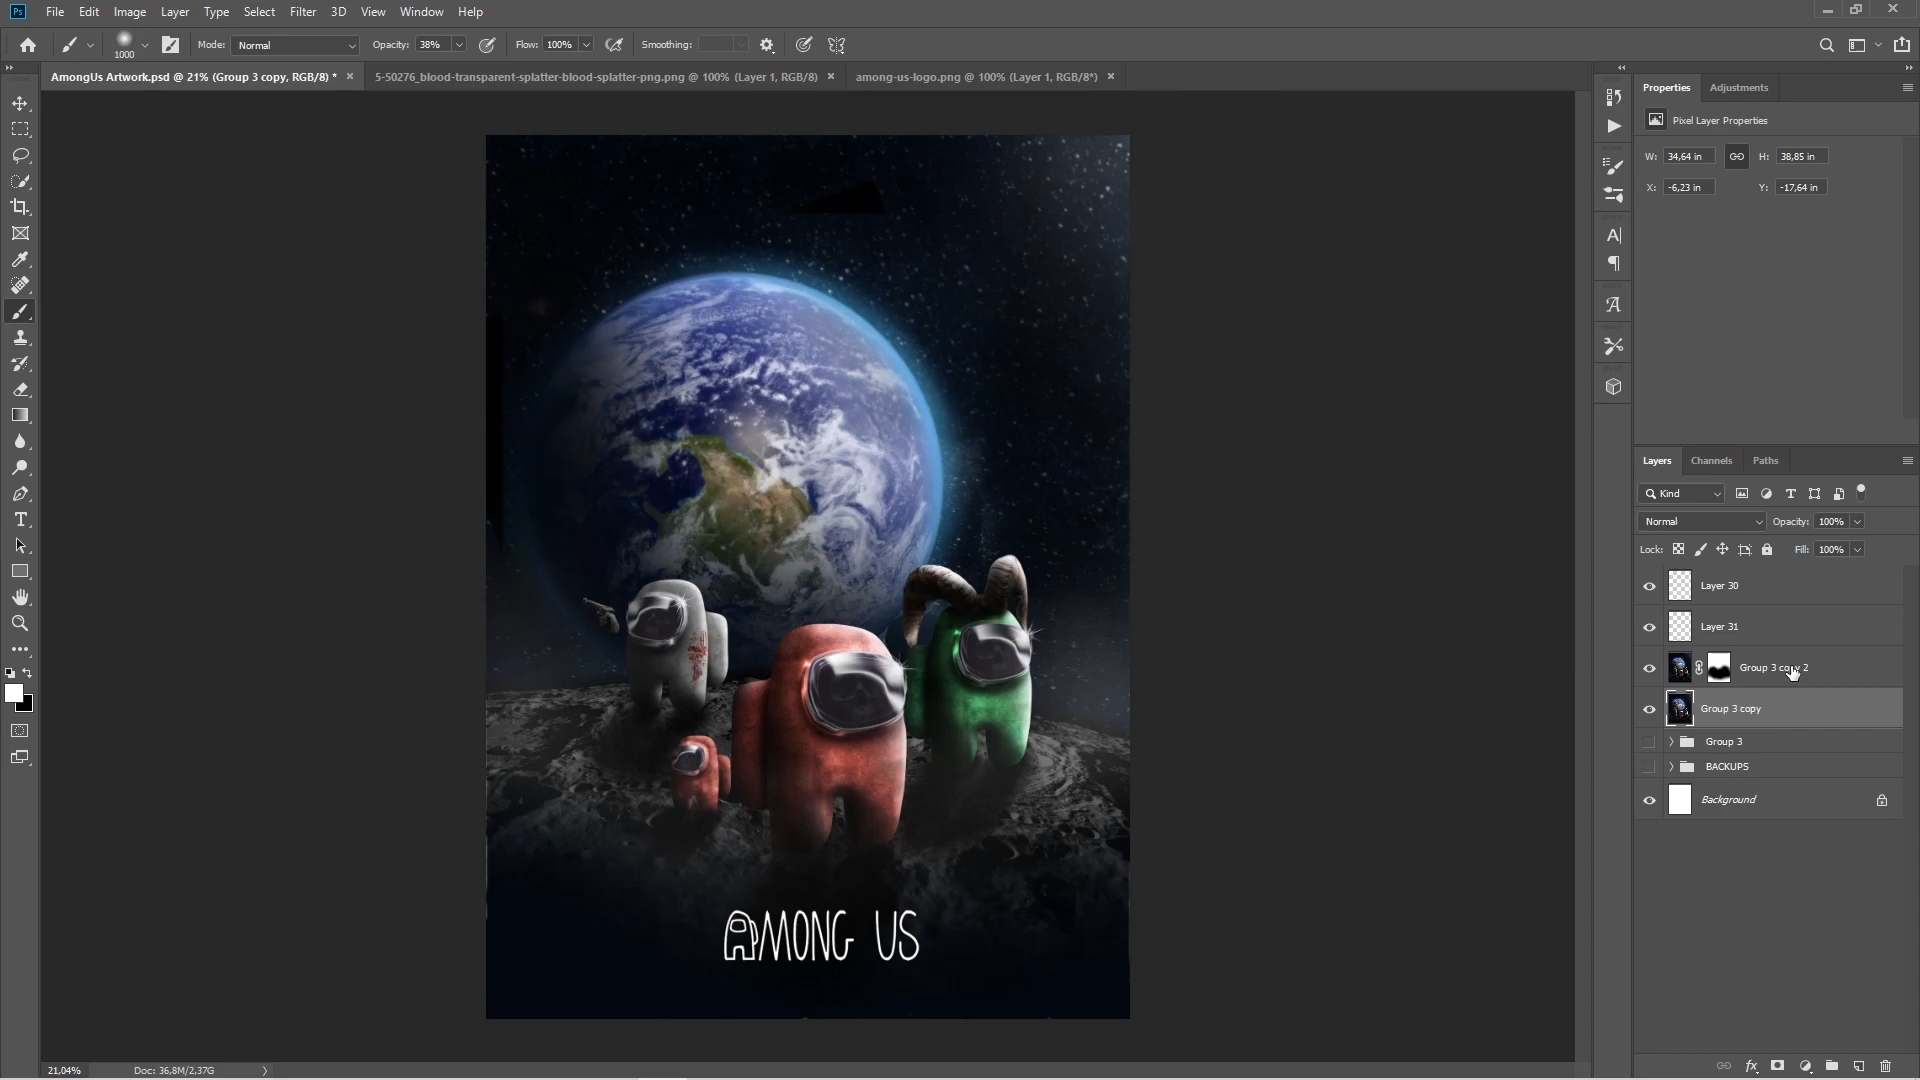 Ps File Edit Image Layer Type Select Filter 3D View Window Help
1000 Mode: Normal Opacity: 38% Flow: 100% Smoothing:
AmongUs Artwork.psd @ 21% (Group 3 copy, RGB/8) * 5-50276_blood-transparent-splatter-blood-splatter-png.png @ 100% (Layer 1, RGB/8) among-us-logo.png @ 100% (Layer 1, RGB/8*)
Properties Adjustments
Pixel Layer Properties
W: 34,64 in H: 38,85 in
X: -6,23 in Y: -17,64 in
Layers Channels Paths
Kind
Normal Opacity: 100%
Lock: Fill: 100%
Layer 30
Layer 31
Group 3 copy 2
Group 3 copy
Group 3
BACKUPS
Background
AMONG US
21,04% Doc: 36,8M/2,37G